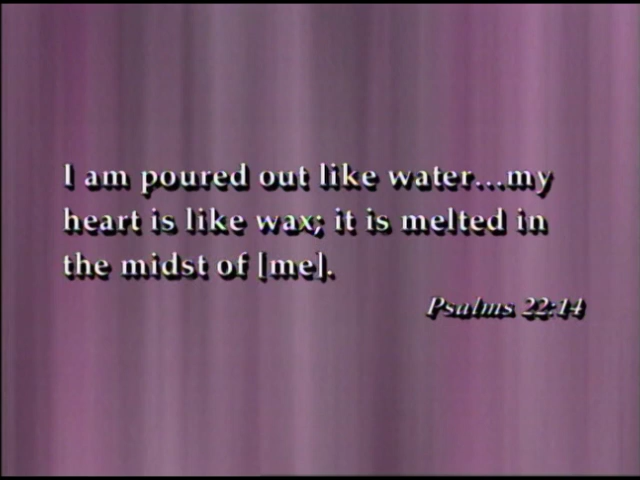 I am poured out like water...my
heart is like wax; it is melted in
the midst of [me].
Psalms 22:14